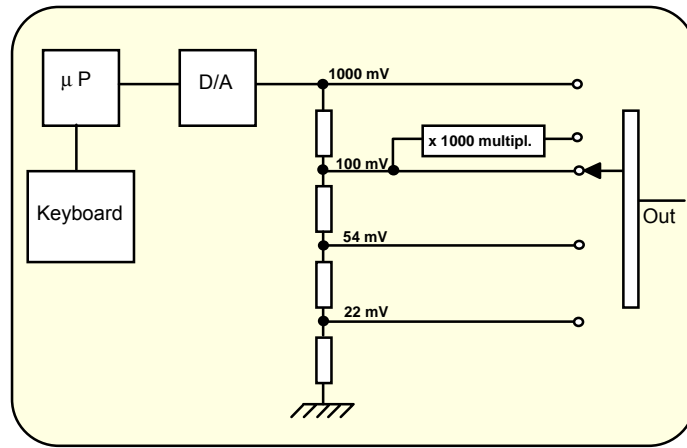 μ P
D/A
1000 mV
x 1000 multipl.
100 mV
Keyboard
Out
54 mV
22 mV